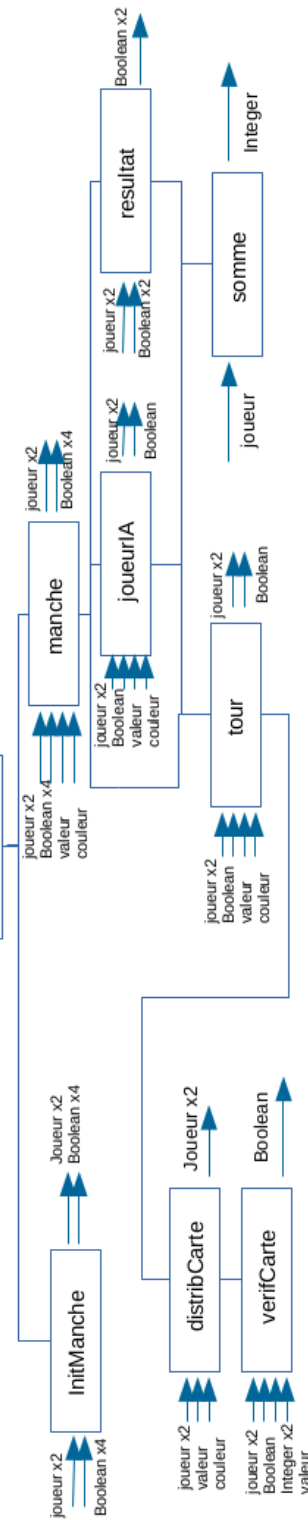 joueur x2
Boolean x4
InitManche
Joueur x2
Boolean x4
joueur x2
Boolean x4
valeur
couleur
manche
joueur x2
Boolean x4
joueur x2
Boolean
valeur
couleur
joueurIA
joueur x2
Boolean
joueur x2
Boolean x2
resultat
Boolean x2
joueur x2
valeur
couleur
distribCarte
Joueur x2
joueur x2
Boolean
valeur
couleur
tour
joueur x2
Boolean
joueur
somme
Integer
joueur x2
Boolean
Integer x2
valeur
verifCarte
Boolean